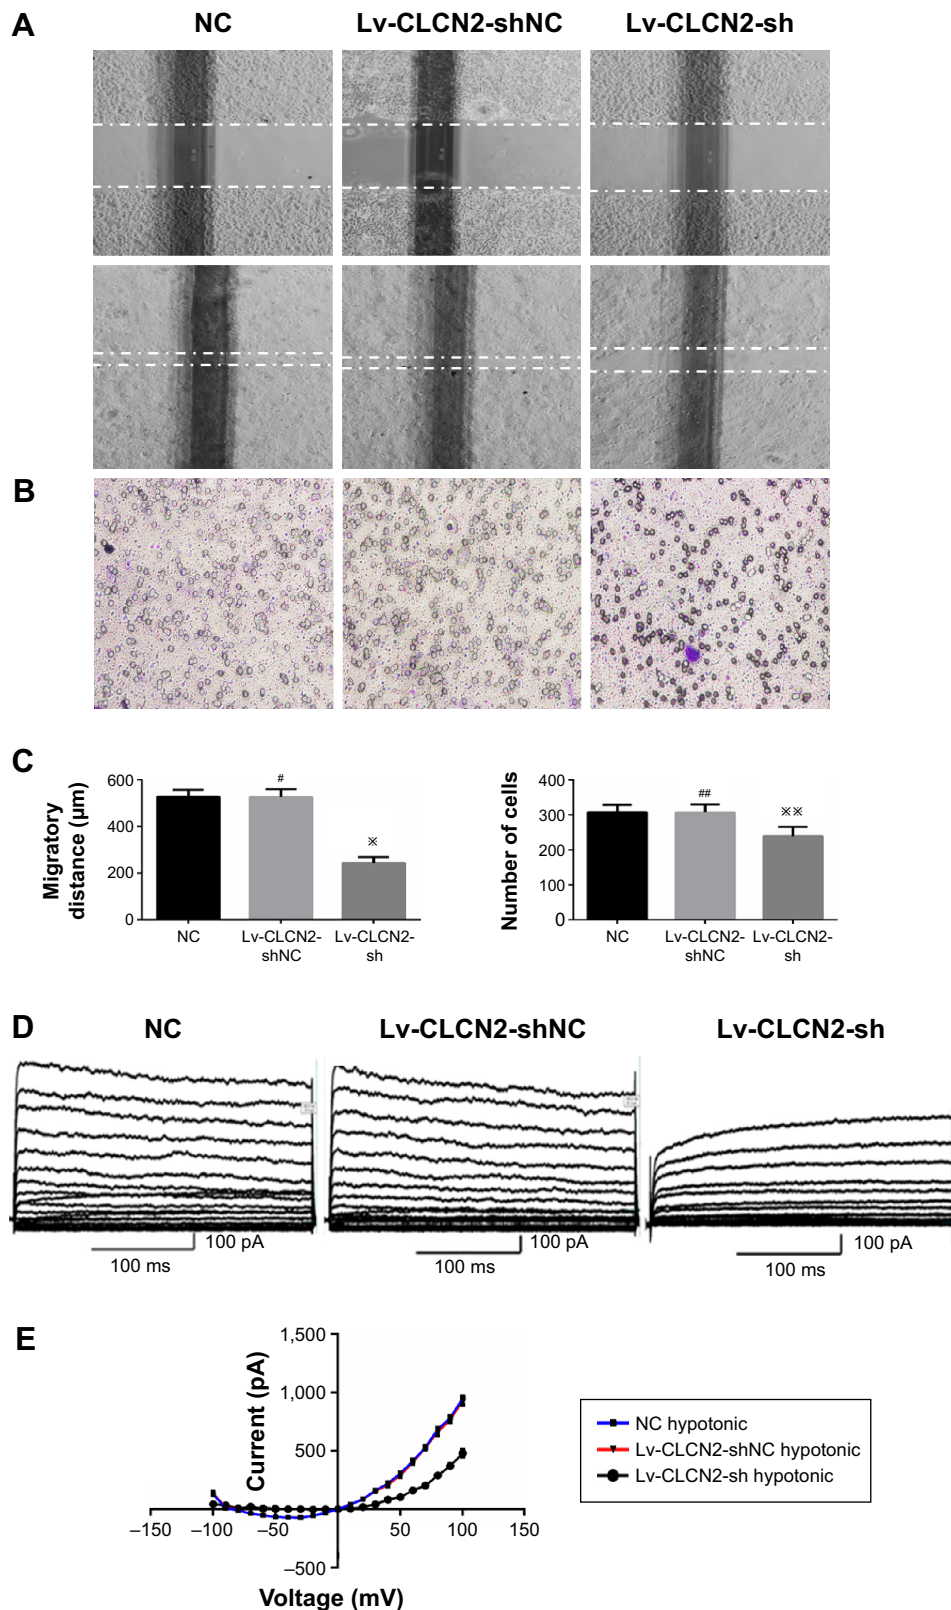 A
NC
Lv-CLCN2-shNC
Lv-CLCN2-sh
B
C
Migratory
distance (μm)
600
400
200
0
#
※
NC
Lv-CLCN2-
shNC
Lv-CLCN2-
sh
Number of cells
400
300
200
100
0
##
※※
NC
Lv-CLCN2-
shNC
Lv-CLCN2-
sh
D
NC
Lv-CLCN2-shNC
Lv-CLCN2-sh
100 pA
100 ms
100 pA
100 ms
100 pA
100 ms
E
Current (pA)
1,500
1,000
500
–500
–150
–100
–50
50
100
150
Voltage (mV)
NC hypotonic
Lv-CLCN2-shNC hypotonic
Lv-CLCN2-sh hypotonic